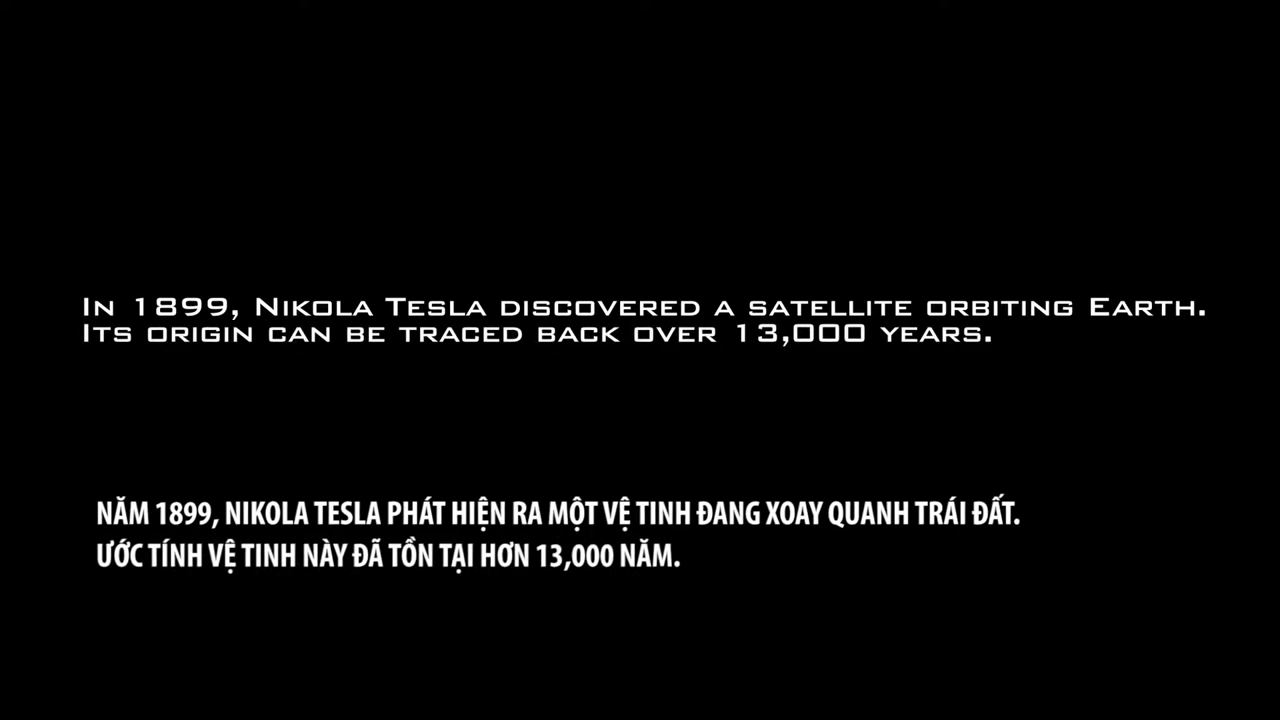 In 1899, Nikola Tesla discovered a satellite orbiting Earth.
Its origin can be traced back over 13,000 years.
NĂM 1899, NIKOLA TESLA PHÁT HIỆN RA MỘT VỆ TINH ĐANG XOAY QUANH TRÁI ĐẤT.
ƯỚC TÍNH VỆ TINH NÀY ĐÃ TỒN TẠI HƠN 13,000 NĂM.